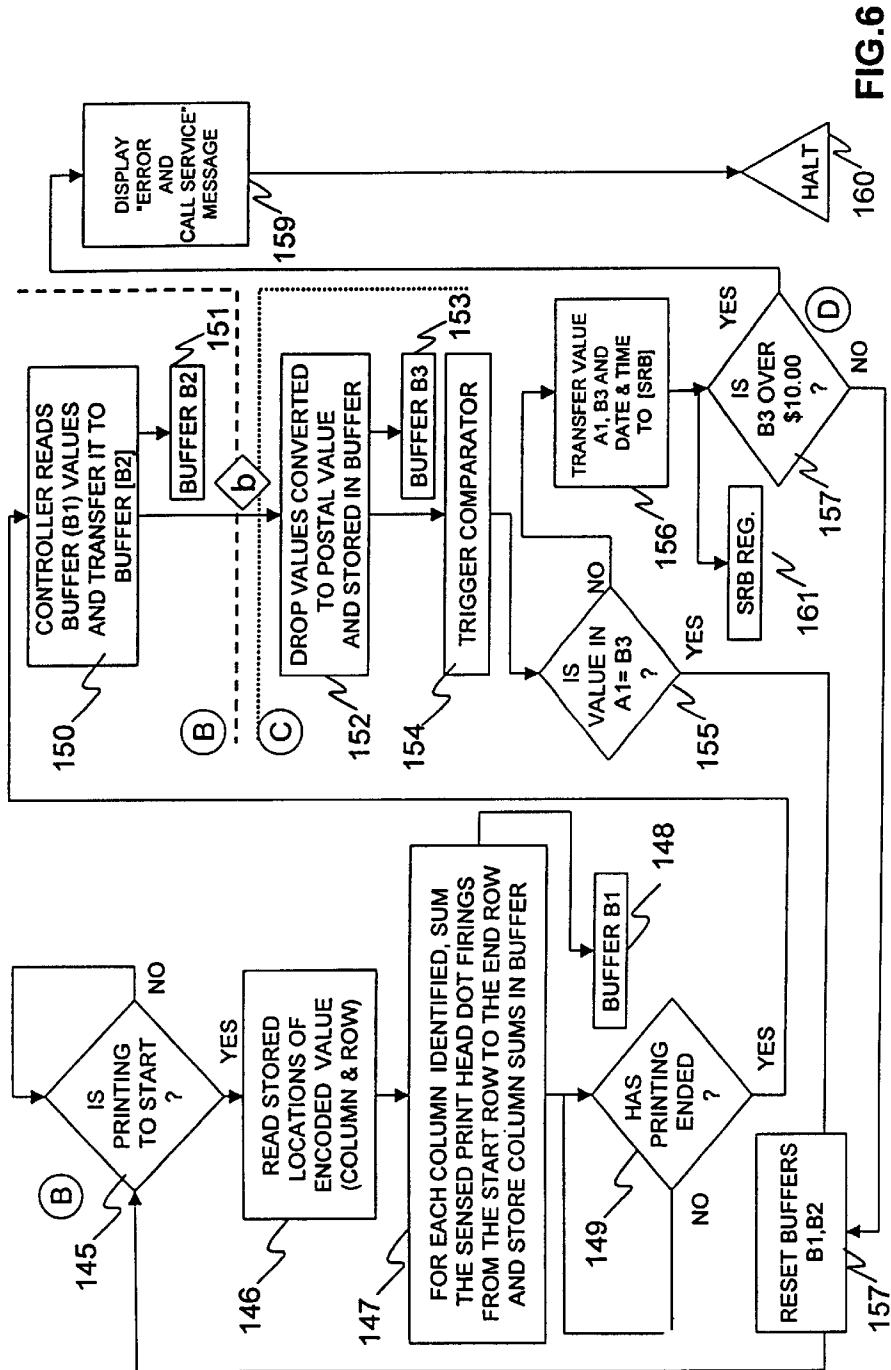 B
IS
PRINTING
TO START
?
NO
YES
145
READ STORED
LOCATIONS OF
ENCODED VALUE
(COLUMN & ROW)
146
FOR EACH COLUMN IDENTIFIED, SUM
THE SENSED PRINT HEAD DOT FIRINGS
FROM THE START ROW TO THE END ROW
AND STORE COLUMN SUMS IN BUFFER
147
BUFFER B1
148
HAS
PRINTING
ENDED
?
149
NO
YES
RESET BUFFERS
B1,B2
157
CONTROLLER READS
BUFFER (B1) VALUES
AND TRANSFER IT TO
BUFFER [B2]
150
BUFFER B2
151
B
b
C
DROP VALUES CONVERTED
TO POSTAL VALUE
AND STORED IN BUFFER
152
BUFFER B3
153
TRIGGER COMPARATOR
154
IS
VALUE IN
A1= B3
?
155
NO
YES
TRANSFER VALUE
A1, B3 AND
DATE & TIME
TO [SRB]
156
SRB REG.
161
IS
B3 OVER
$10.00
?
157
YES
D
NO
DISPLAY
"ERROR
AND
CALL SERVICE"
MESSAGE
159
HALT
160
FIG.6